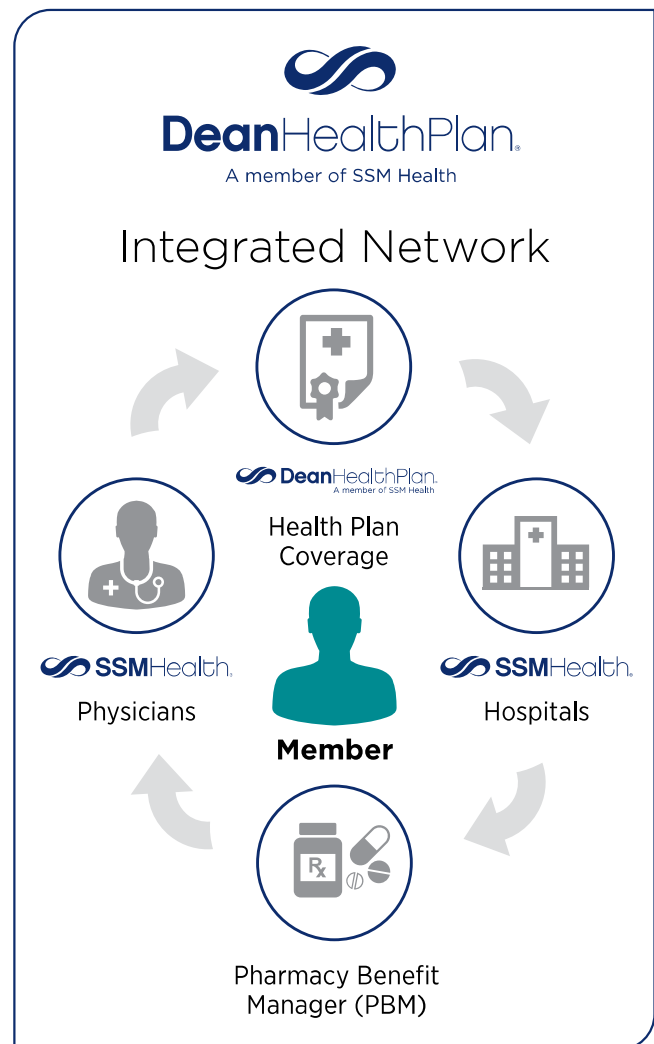 DeanHealthPlan®
A member of SSM Health
Integrated Network
DeanHealthPlan®
A member of SSM Health
Health Plan
Coverage
SSMHealth®
Physicians
SSMHealth®
Hospitals
Member
Rx
Pharmacy Benefit
Manager (PBM)